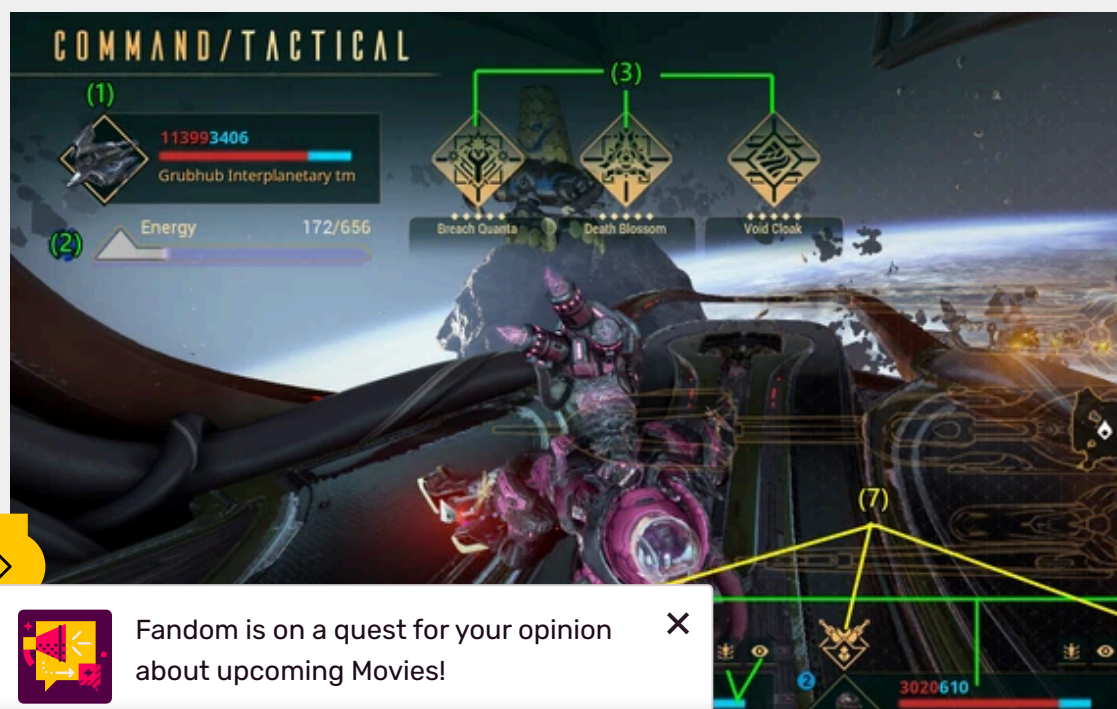 COMMAND/TACTICAL
(1)
(3)
113993406
Grubhub Interplanetary tm
(2)
Energy 172/656
Breach Quanta
Death Blossom
Void Cloak
(7)
Fandom is on a quest for your opinion
about upcoming Movies!
2
3020610